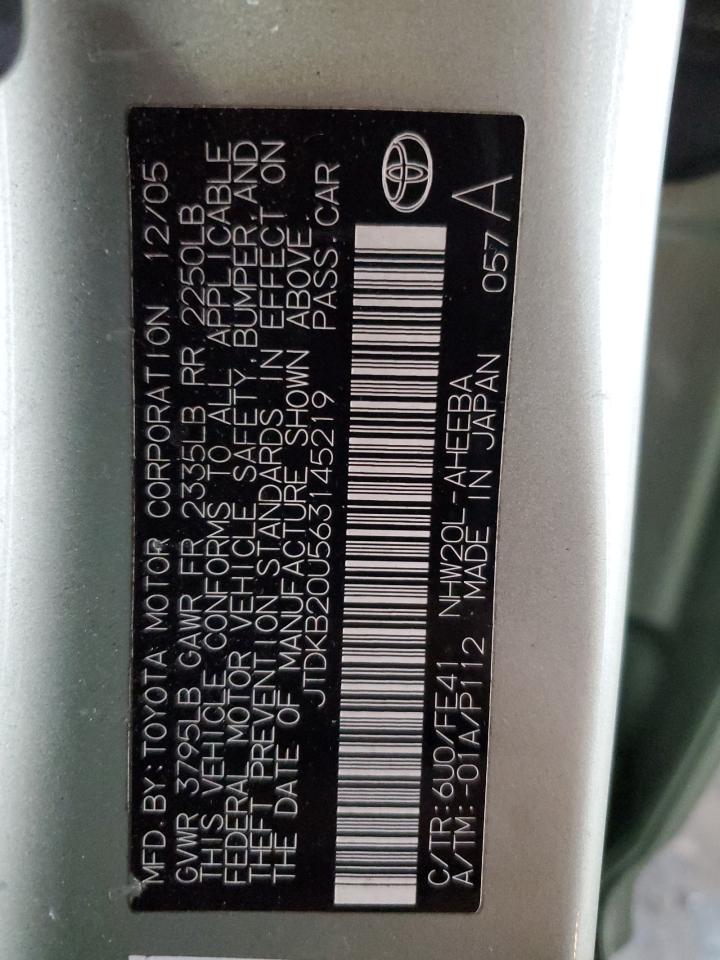 MFD. BY: TOYOTA MOTOR CORPORATION 12/05
GVWR 3795LB GAWR FR 2335LB RR 2250LB
THIS VEHICLE CONFORMS TO ALL APPLICABLE
FEDERAL MOTOR VEHICLE SAFETY, BUMPER, AND
THEFT PREVENTION STANDARDS IN EFFECT ON
THE DATE OF MANUFACTURE SHOWN ABOVE.
JTDKB20U563145219 PASS. CAR
C/TR: 6U0/FE41 NHW20L-AHEEBA
A/TM: -01A/P112 MADE IN JAPAN 057 A